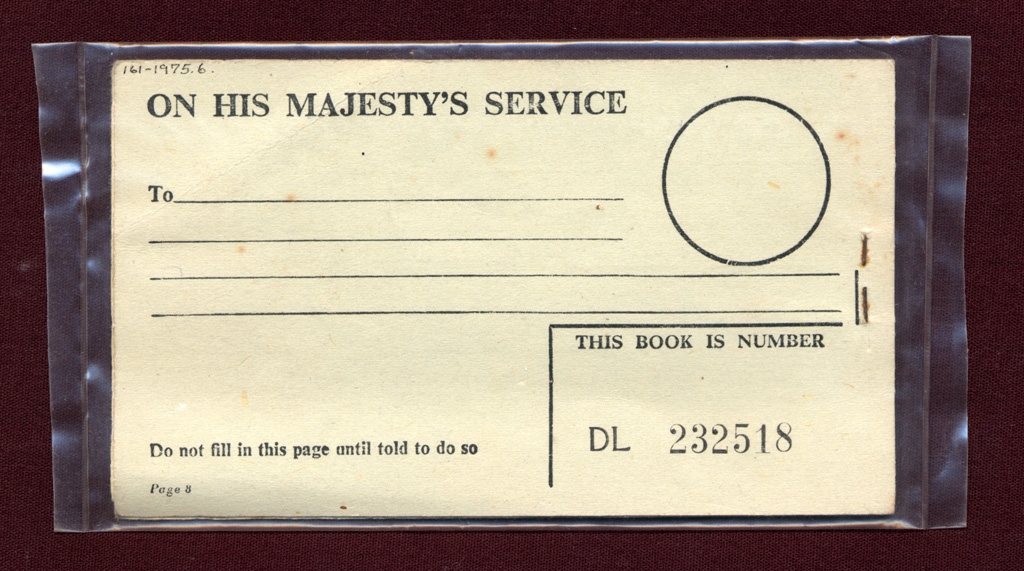 161-1975.6.
ON HIS MAJESTY'S SERVICE
To
THIS BOOK IS NUMBER
DL 232518
Do not fill in this page until told to do so
Page 8